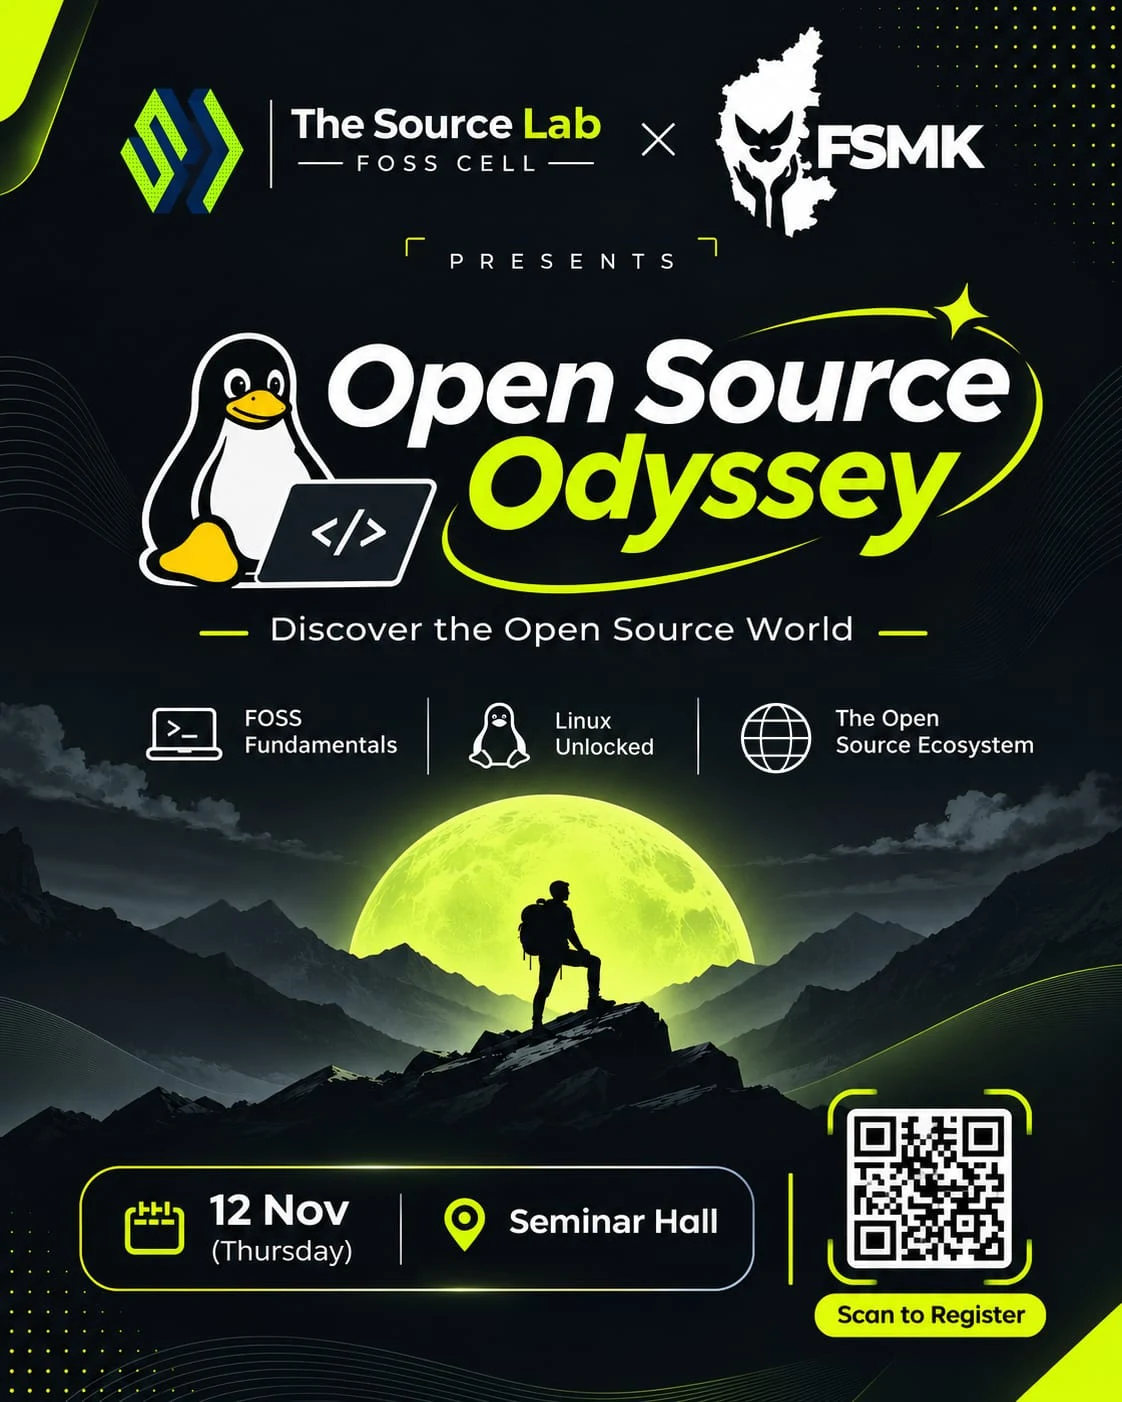 The Source Lab
FOSS CELL
FSMK
PRESENTS
Open Source
Odyssey
</>
Discover the Open Source World
>_
FOSS
Fundamentals
Linux
Unlocked
The Open
Source Ecosystem
12 Nov
(Thursday)
Seminar Hall
Scan to Register